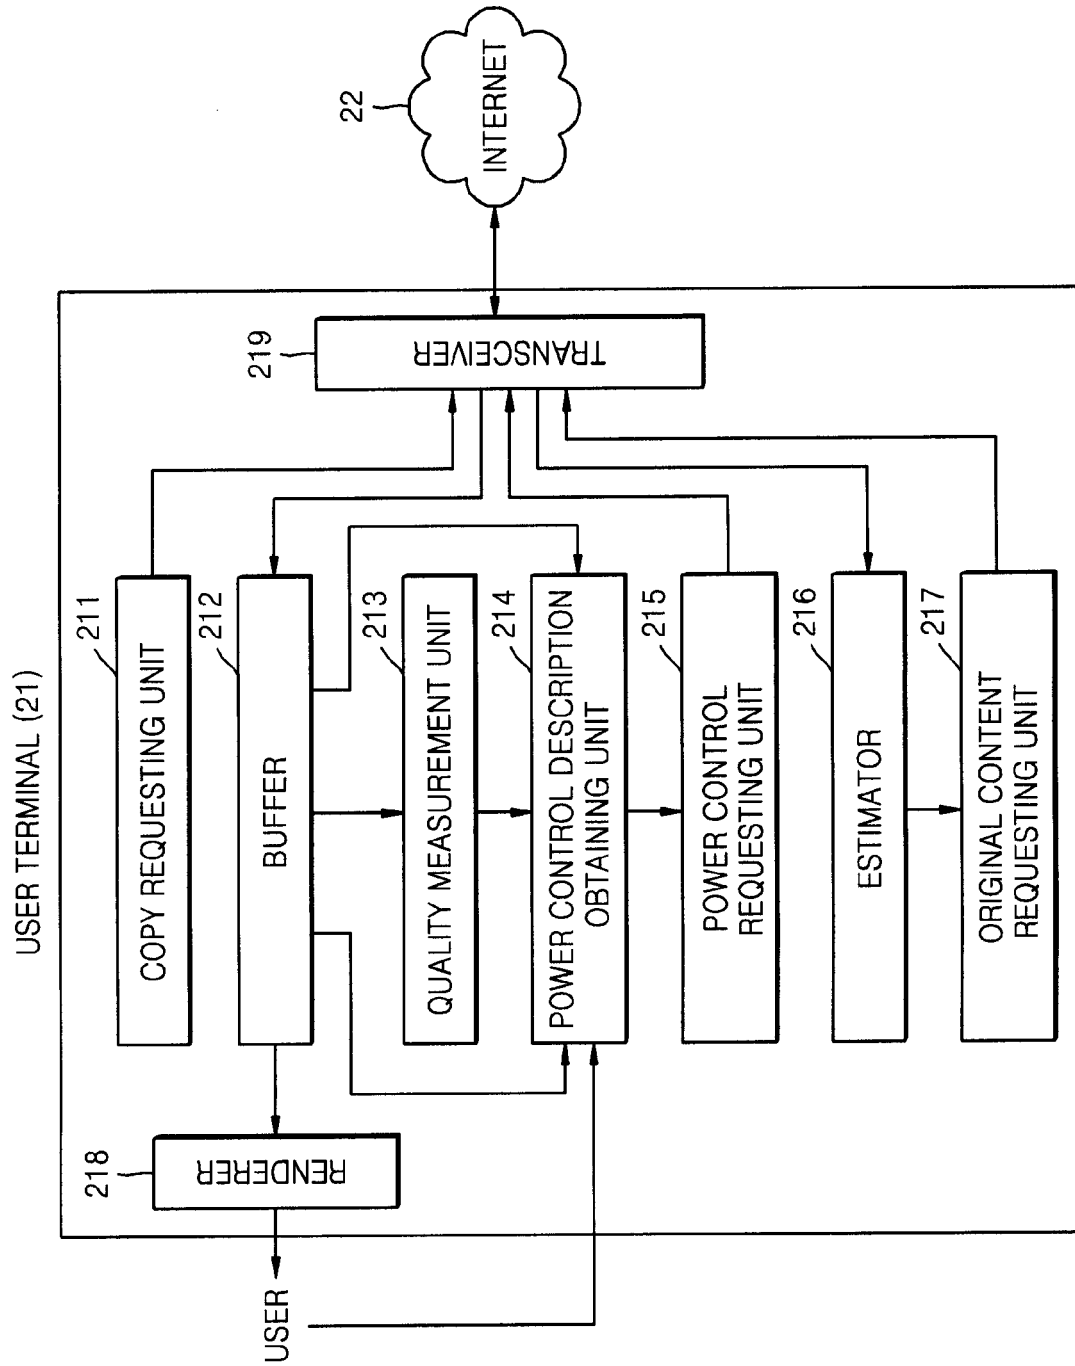 USER TERMINAL (21)
211
COPY REQUESTING UNIT
212
BUFFER
213
QUALITY MEASUREMENT UNIT
214
POWER CONTROL DESCRIPTION
OBTAINING UNIT
215
POWER CONTROL
REQUESTING UNIT
216
ESTIMATOR
217
ORIGINAL CONTENT
REQUESTING UNIT
218
RENDERER
USER
219
TRANSCEIVER
22
INTERNET